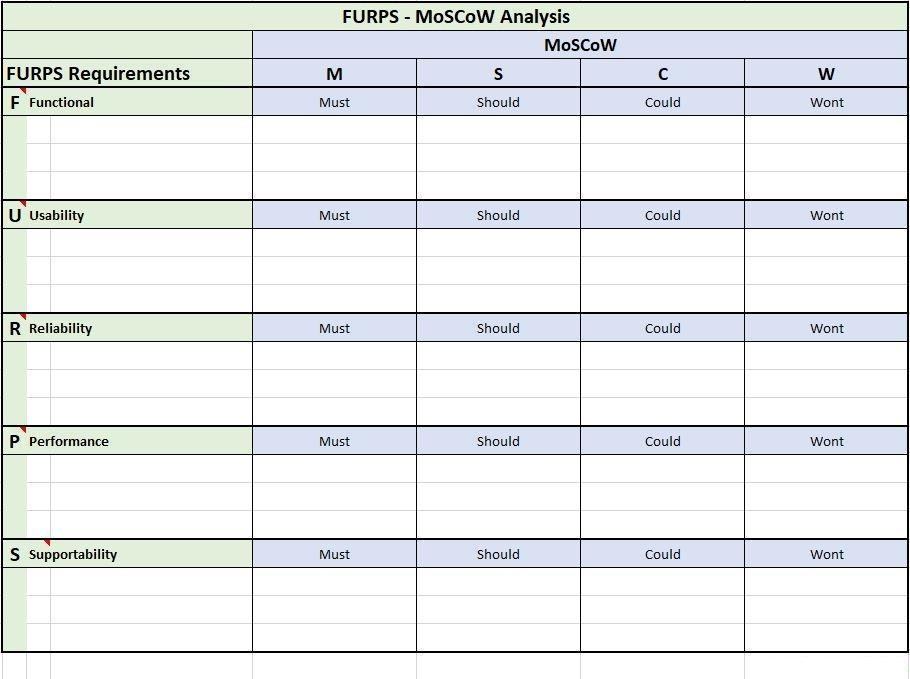 FURPS - MoSCoW Analysis
MoSCoW
FURPS Requirements M S C W
F Functional Must Should Could Wont
U Usability Must Should Could Wont
R Reliability Must Should Could Wont
P Performance Must Should Could Wont
S Supportability Must Should Could Wont